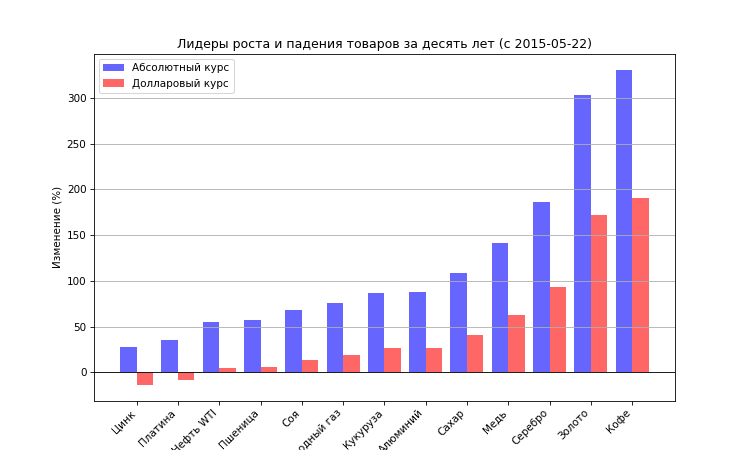 Лидеры роста и падения товаров за десять лет (с 2015-05-22)
Абсолютный курс
Долларовый курс
Изменение (%)
300
250
200
150
100
50
0
Цинк
Платина
Нефть WTI
Пшеница
Соя
одный газ
Кукуруза
Алюминий
Сахар
Медь
Серебро
Золото
Кофе